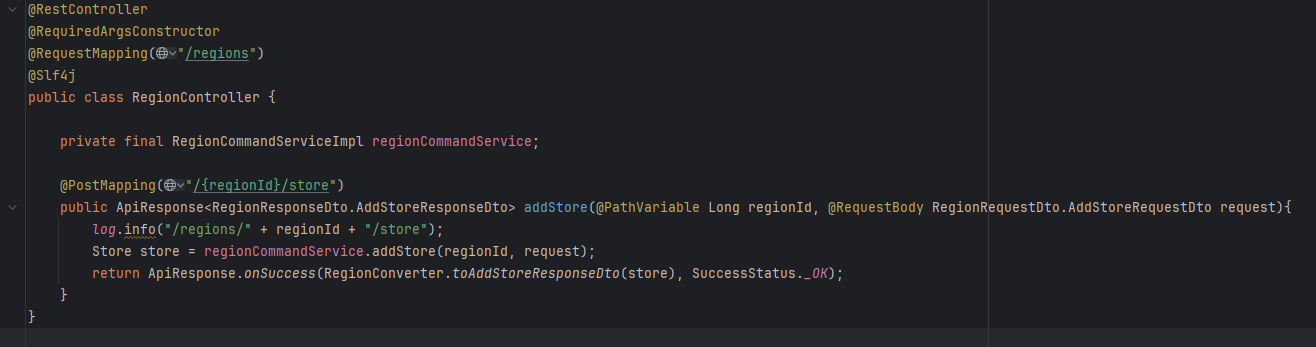 @RestController
@RequiredArgsConstructor
@RequestMapping("/regions")
@Slf4j
public class RegionController {
private final RegionCommandServiceImpl regionCommandService;
@PostMapping("/{regionId}/store")
public ApiResponse<RegionResponseDto.AddStoreResponseDto> addStore(@PathVariable Long regionId, @RequestBody RegionRequestDto.AddStoreRequestDto request){
log.info("/regions/" + regionId + "/store");
Store store = regionCommandService.addStore(regionId, request);
return ApiResponse.onSuccess(RegionConverter.toAddStoreResponseDto(store), SuccessStatus._OK);
}
}